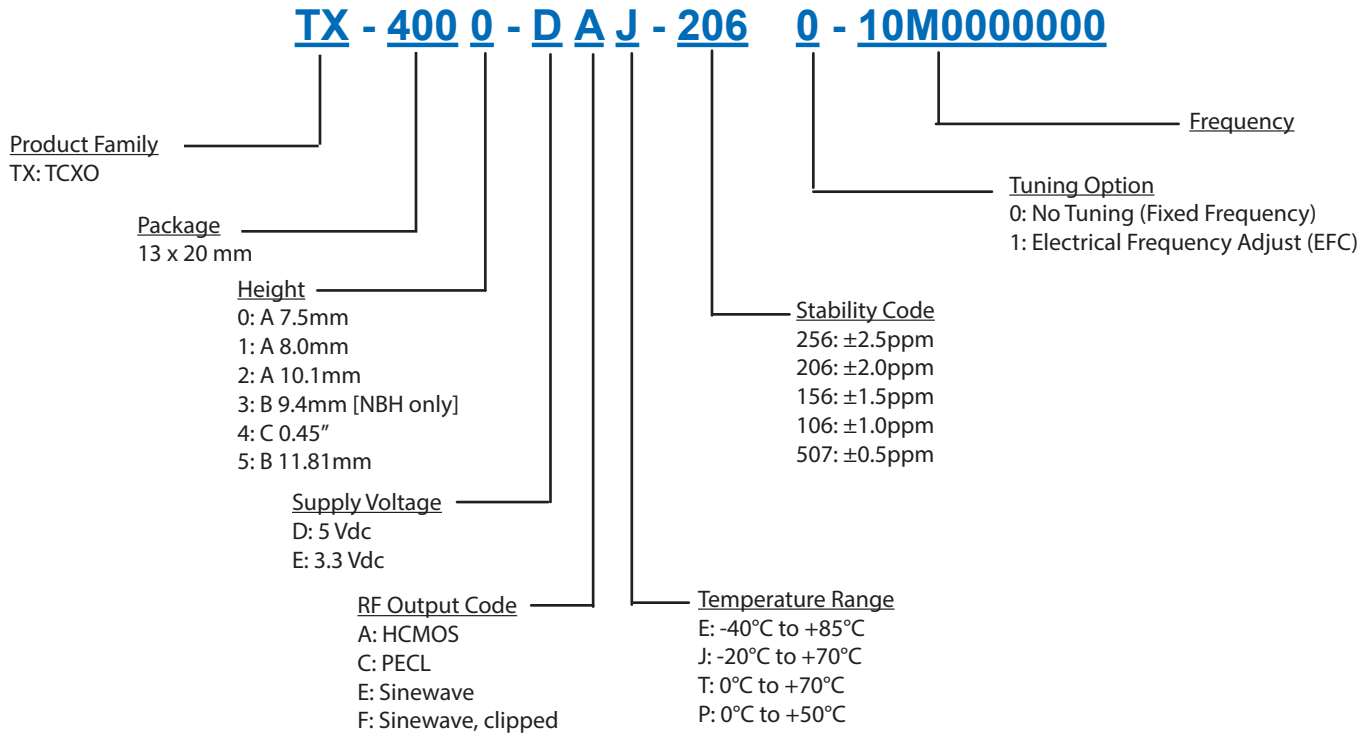 TX - 400 0 - D A J - 206 0 - 10M0000000
Product Family
TX: TCXO
Package
13 x 20 mm
Height
0: A 7.5mm
1: A 8.0mm
2: A 10.1mm
3: B 9.4mm [NBH only]
4: C 0.45”
5: B 11.81mm
Supply Voltage
D: 5 Vdc
E: 3.3 Vdc
RF Output Code
A: HCMOS
C: PECL
E: Sinewave
F: Sinewave, clipped
Temperature Range
E: -40°C to +85°C
J: -20°C to +70°C
T: 0°C to +70°C
P: 0°C to +50°C
Stability Code
256: ±2.5ppm
206: ±2.0ppm
156: ±1.5ppm
106: ±1.0ppm
507: ±0.5ppm
Tuning Option
0: No Tuning (Fixed Frequency)
1: Electrical Frequency Adjust (EFC)
Frequency